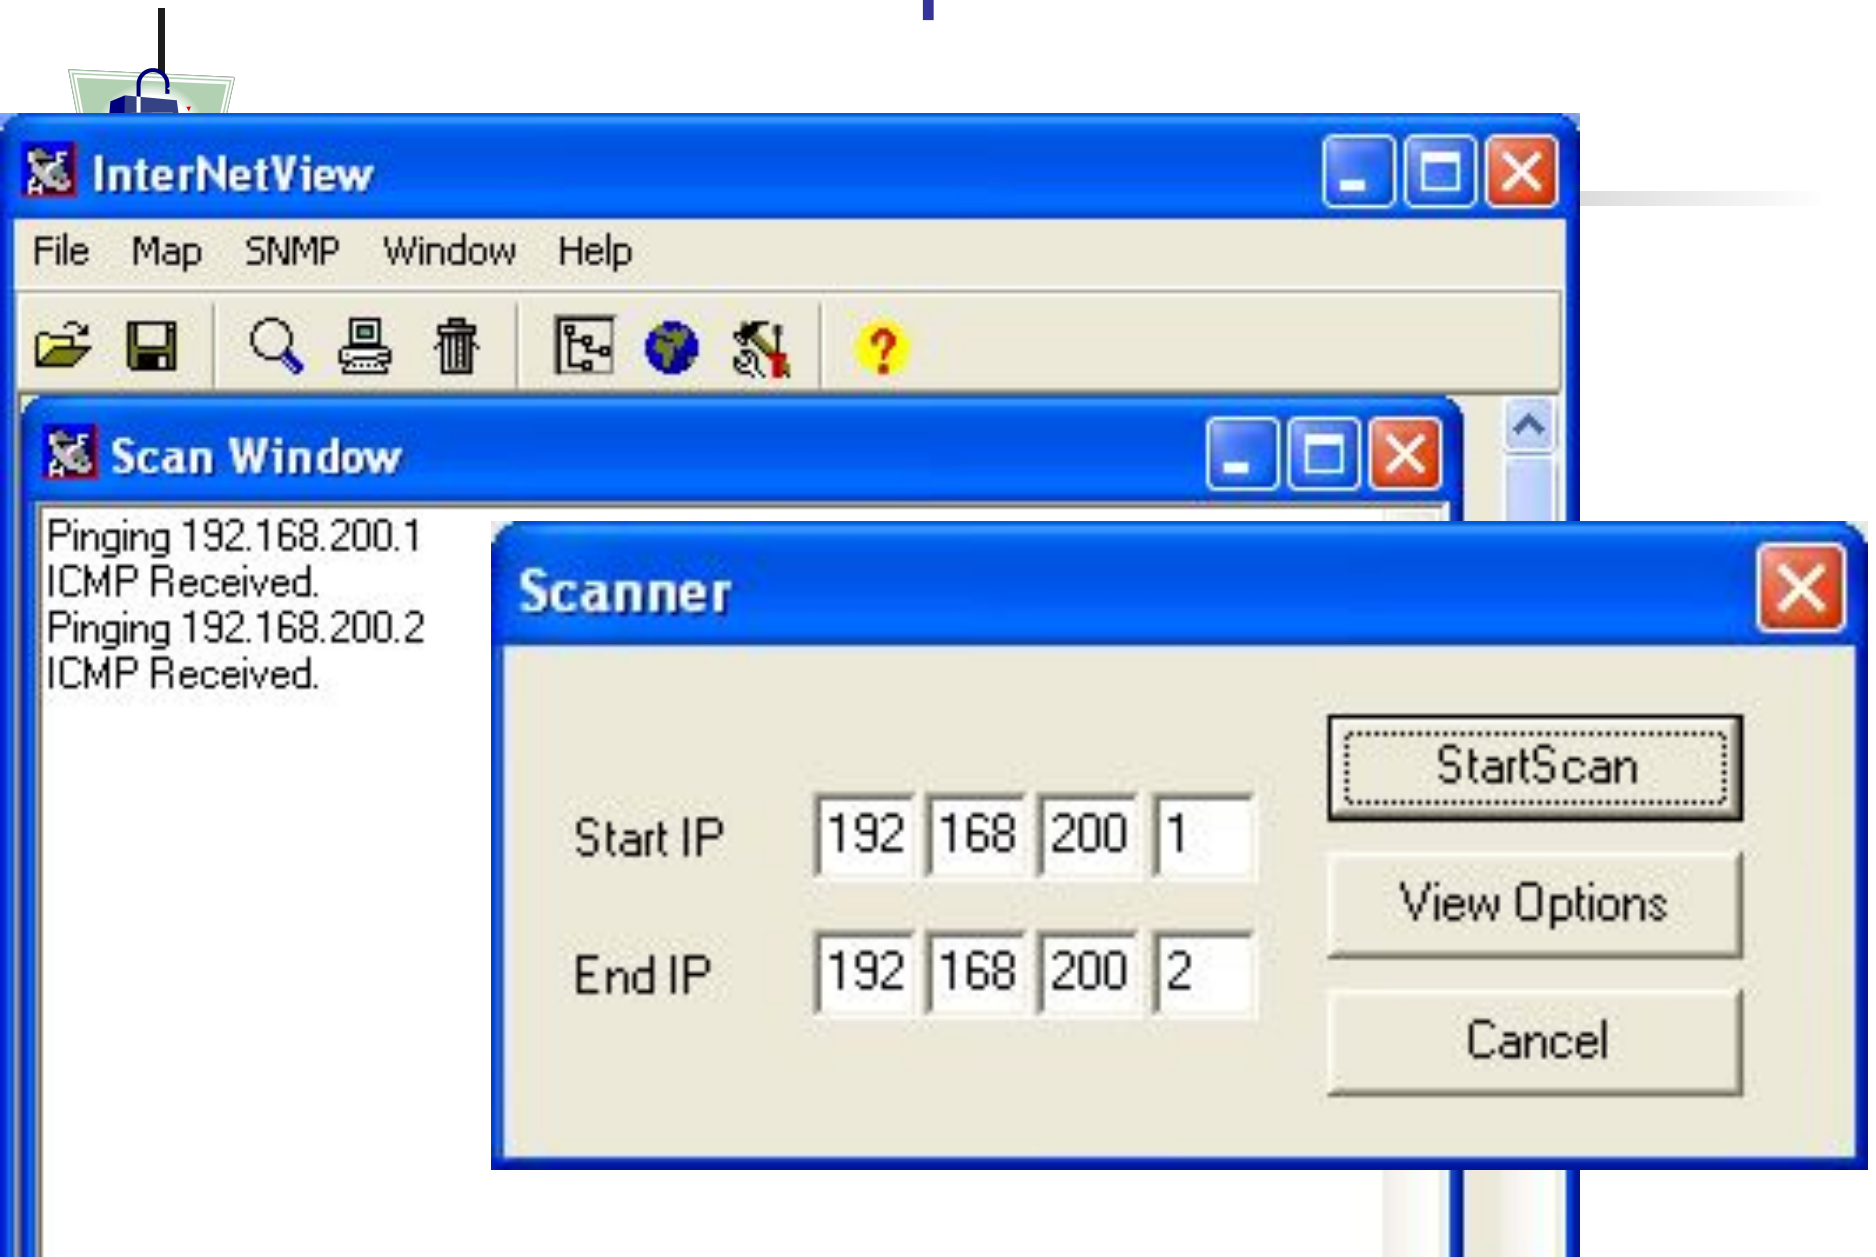 InterNetView
File Map SNMP Window Help
?
Scan Window
Pinging 192.168.200.1
ICMP Received.
Pinging 192.168.200.2
ICMP Received.
Scanner
StartScan
Start IP 192 168 200 1
View Options
End IP 192 168 200 2
Cancel